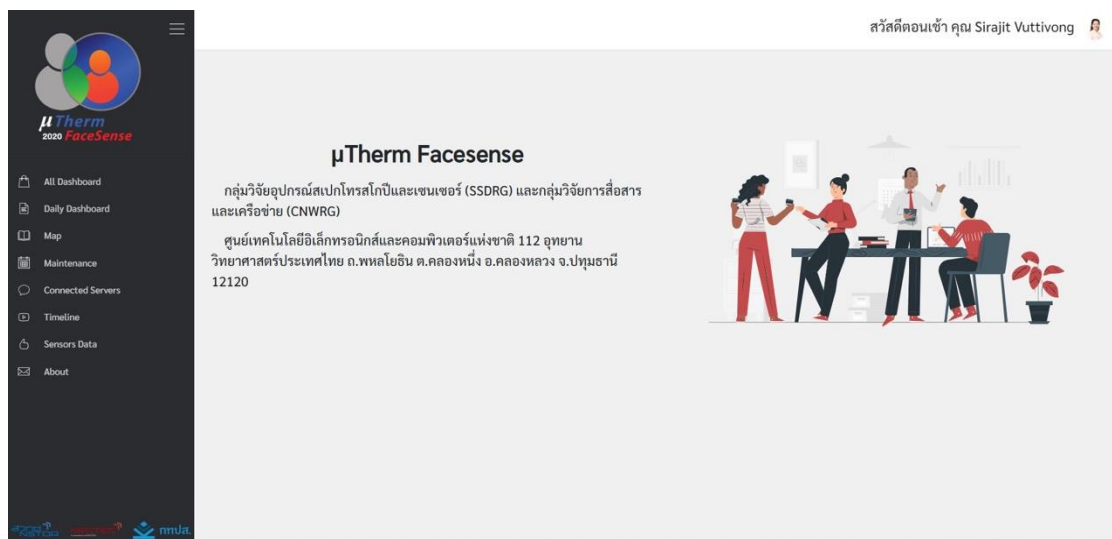 สวัสดีตอนเช้า คุณ Sirajit Vuttivong
µTherm
2020 FaceSense
All Dashboard
Daily Dashboard
Map
Maintenance
Connected Servers
Timeline
Sensors Data
About
µTherm Facesense
กลุ่มวิจัยอุปกรณ์สเปกโทรสโกปีและเซนเซอร์ (SSDRG) และกลุ่มวิจัยการสื่อสาร
และเครือข่าย (CNWRG)
ศูนย์เทคโนโลยีอิเล็กทรอนิกส์และคอมพิวเตอร์แห่งชาติ 112 อุทยาน
วิทยาศาสตร์ประเทศไทย ถ.พหลโยธิน ต.คลองหนึ่ง อ.คลองหลวง จ.ปทุมธานี
12120
สวทช
NSTDA
กทปส.